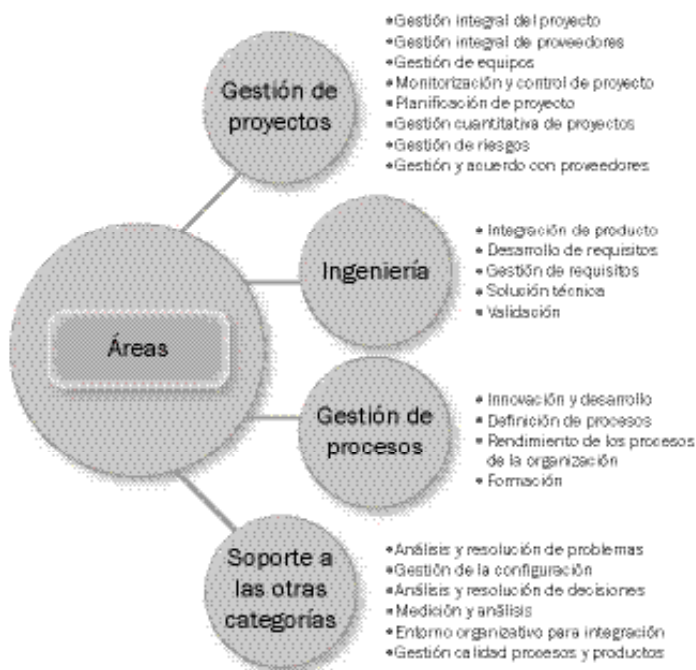 Gestión de
proyectos
•Gestión integral del proyecto
•Gestión integral de proveedores
•Gestión de equipos
•Monitorización y control de proyecto
•Planificación de proyecto
•Gestión cuantitativa de proyectos
•Gestión de riesgos
•Gestión y acuerdo con proveedores
Áreas
Ingeniería
• Integración de producto
• Desarrollo de requisitos
• Gestión de requisitos
• Solución técnica
• Validación
Gestión de
procesos
• Innovación y desarrollo
• Definición de procesos
• Rendimiento de los procesos
de la organización
• Formación
Soporte a
las otras
categorías
•Análisis y resolución de problemas
•Gestión de la configuración
•Análisis y resolución de decisiones
•Medición y análisis
•Entorno organizativo para integración
•Gestión calidad procesos y productos